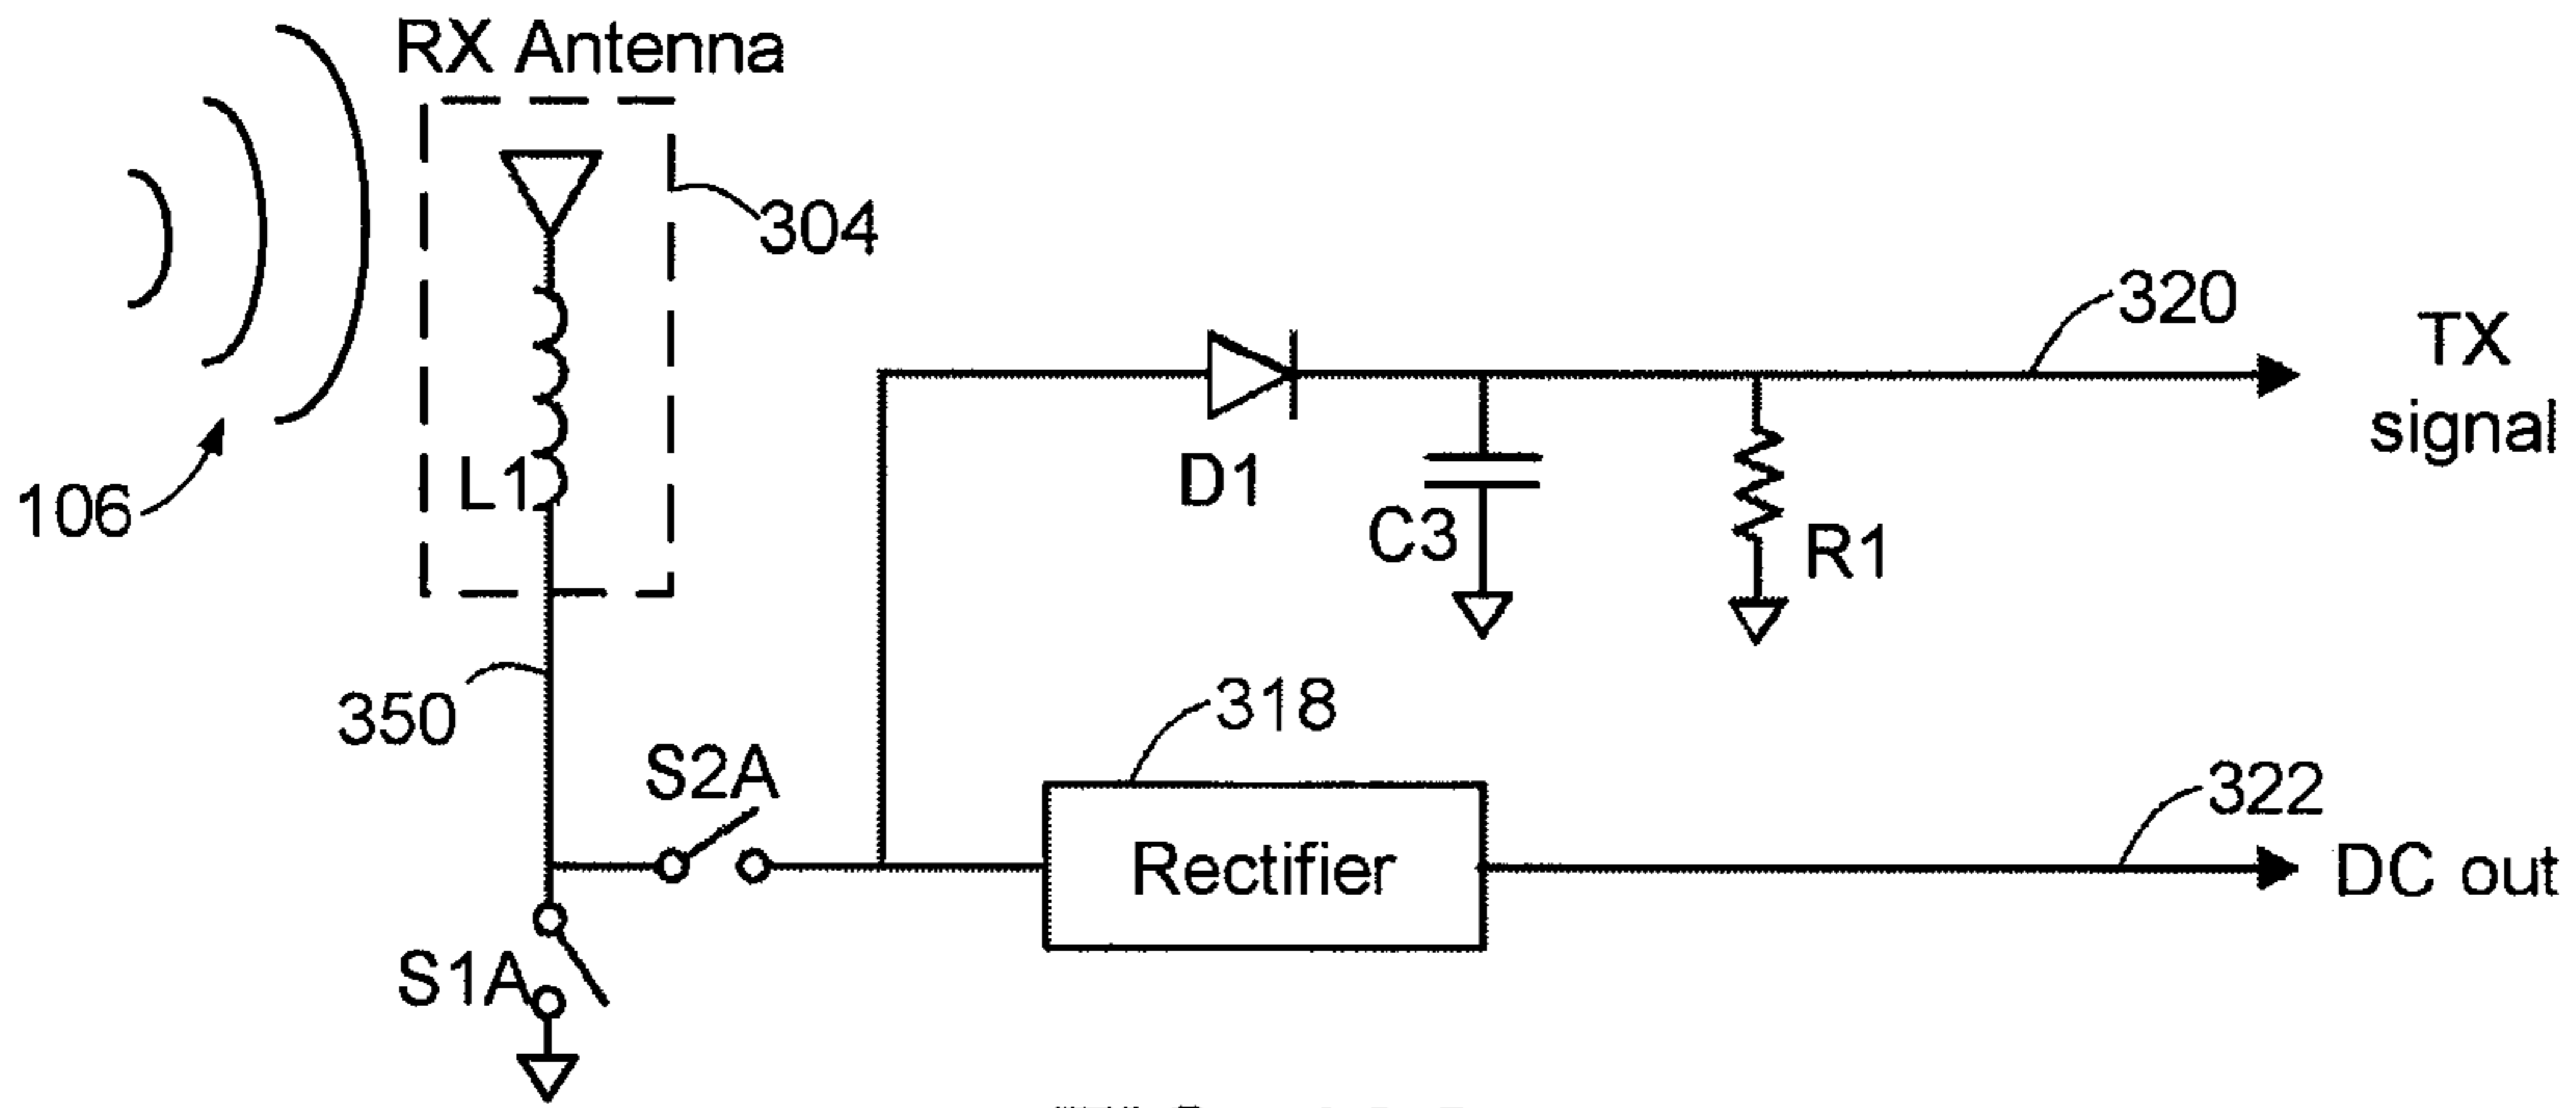 RX Antenna
304
320
TX
signal
L1
D1
C3
R1
106
350
318
S2A
322
Rectifier
DC out
S1A